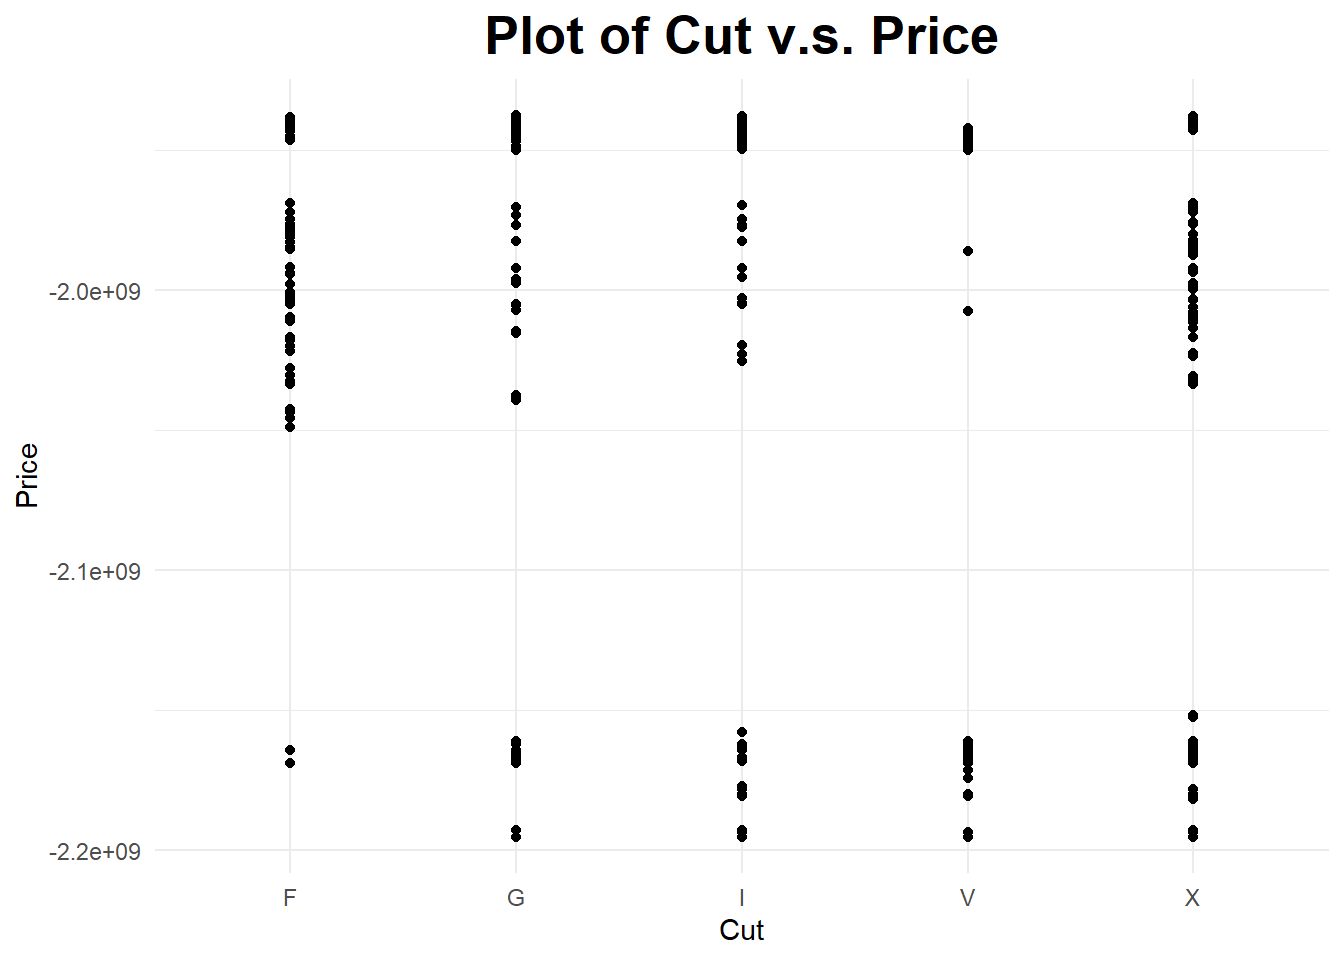 Plot of Cut v.s. Price
Price
-2.0e+09
-2.1e+09
-2.2e+09
F G I V X
Cut